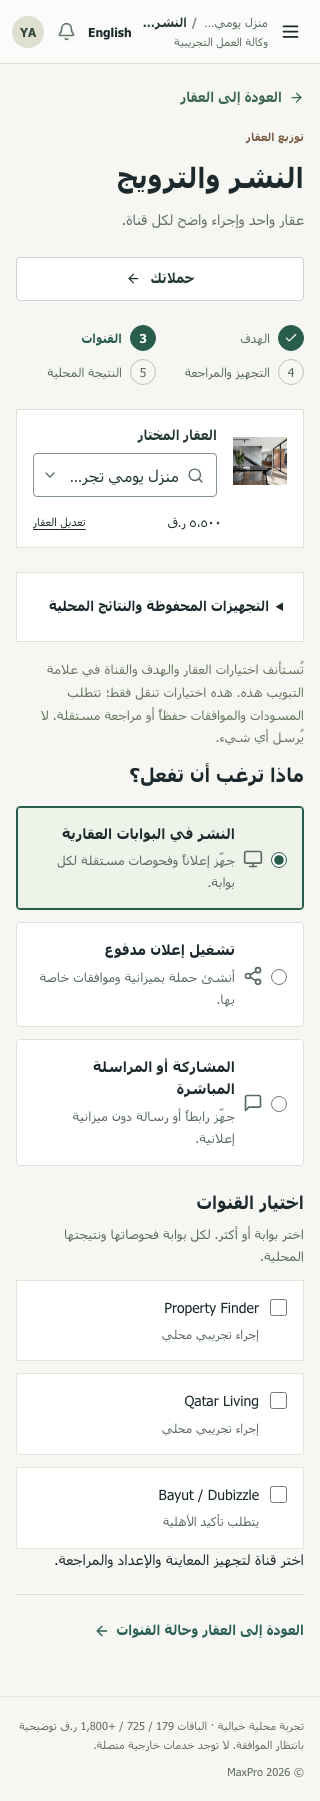 منزل يومي... / النشر...
وكالة العمل التجريبية
English
YA
العودة إلى العقار
توزيع العقار
النشر والترويج
عقار واحد وإجراء واضح لكل قناة.
حملاتك
الهدف
3 القنوات
4 التجهيز والمراجعة
5 النتيجة المحلية
العقار المختار
منزل يومي تجر...
٥،٥٠٠ ر.ق
تعديل العقار
التجهيزات المحفوظة والنتائج المحلية
تُستأنف اختيارات العقار والهدف والقناة في علامة
التبويب هذه. هذه اختيارات تنقل فقط؛ تتطلب
المسودات والموافقات حفظاً أو مراجعة مستقلة. لا
يُرسل أي شيء.
ماذا ترغب أن تفعل؟
النشر في البوابات العقارية
جهّز إعلاناً وفحوصات مستقلة لكل
بوابة.
تشغيل إعلان مدفوع
أنشئ حملة بميزانية وموافقات خاصة
بها.
المشاركة أو المراسلة
المباشرة
جهّز رابطاً أو رسالة دون ميزانية
إعلانية.
اختيار القنوات
اختر بوابة أو أكثر. لكل بوابة فحوصاتها ونتيجتها
المحلية.
Property Finder
إجراء تجريبي محلي
Qatar Living
إجراء تجريبي محلي
Bayut / Dubizzle
يتطلب تأكيد الأهلية
اختر قناة لتجهيز المعاينة والإعداد والمراجعة.
العودة إلى العقار وحالة القنوات
تجربة محلية خيالية · الباقات 179 / 725 / +1,800 ر.ق توضيحية
بانتظار الموافقة. لا توجد خدمات خارجية متصلة.
© 2026 MaxPro